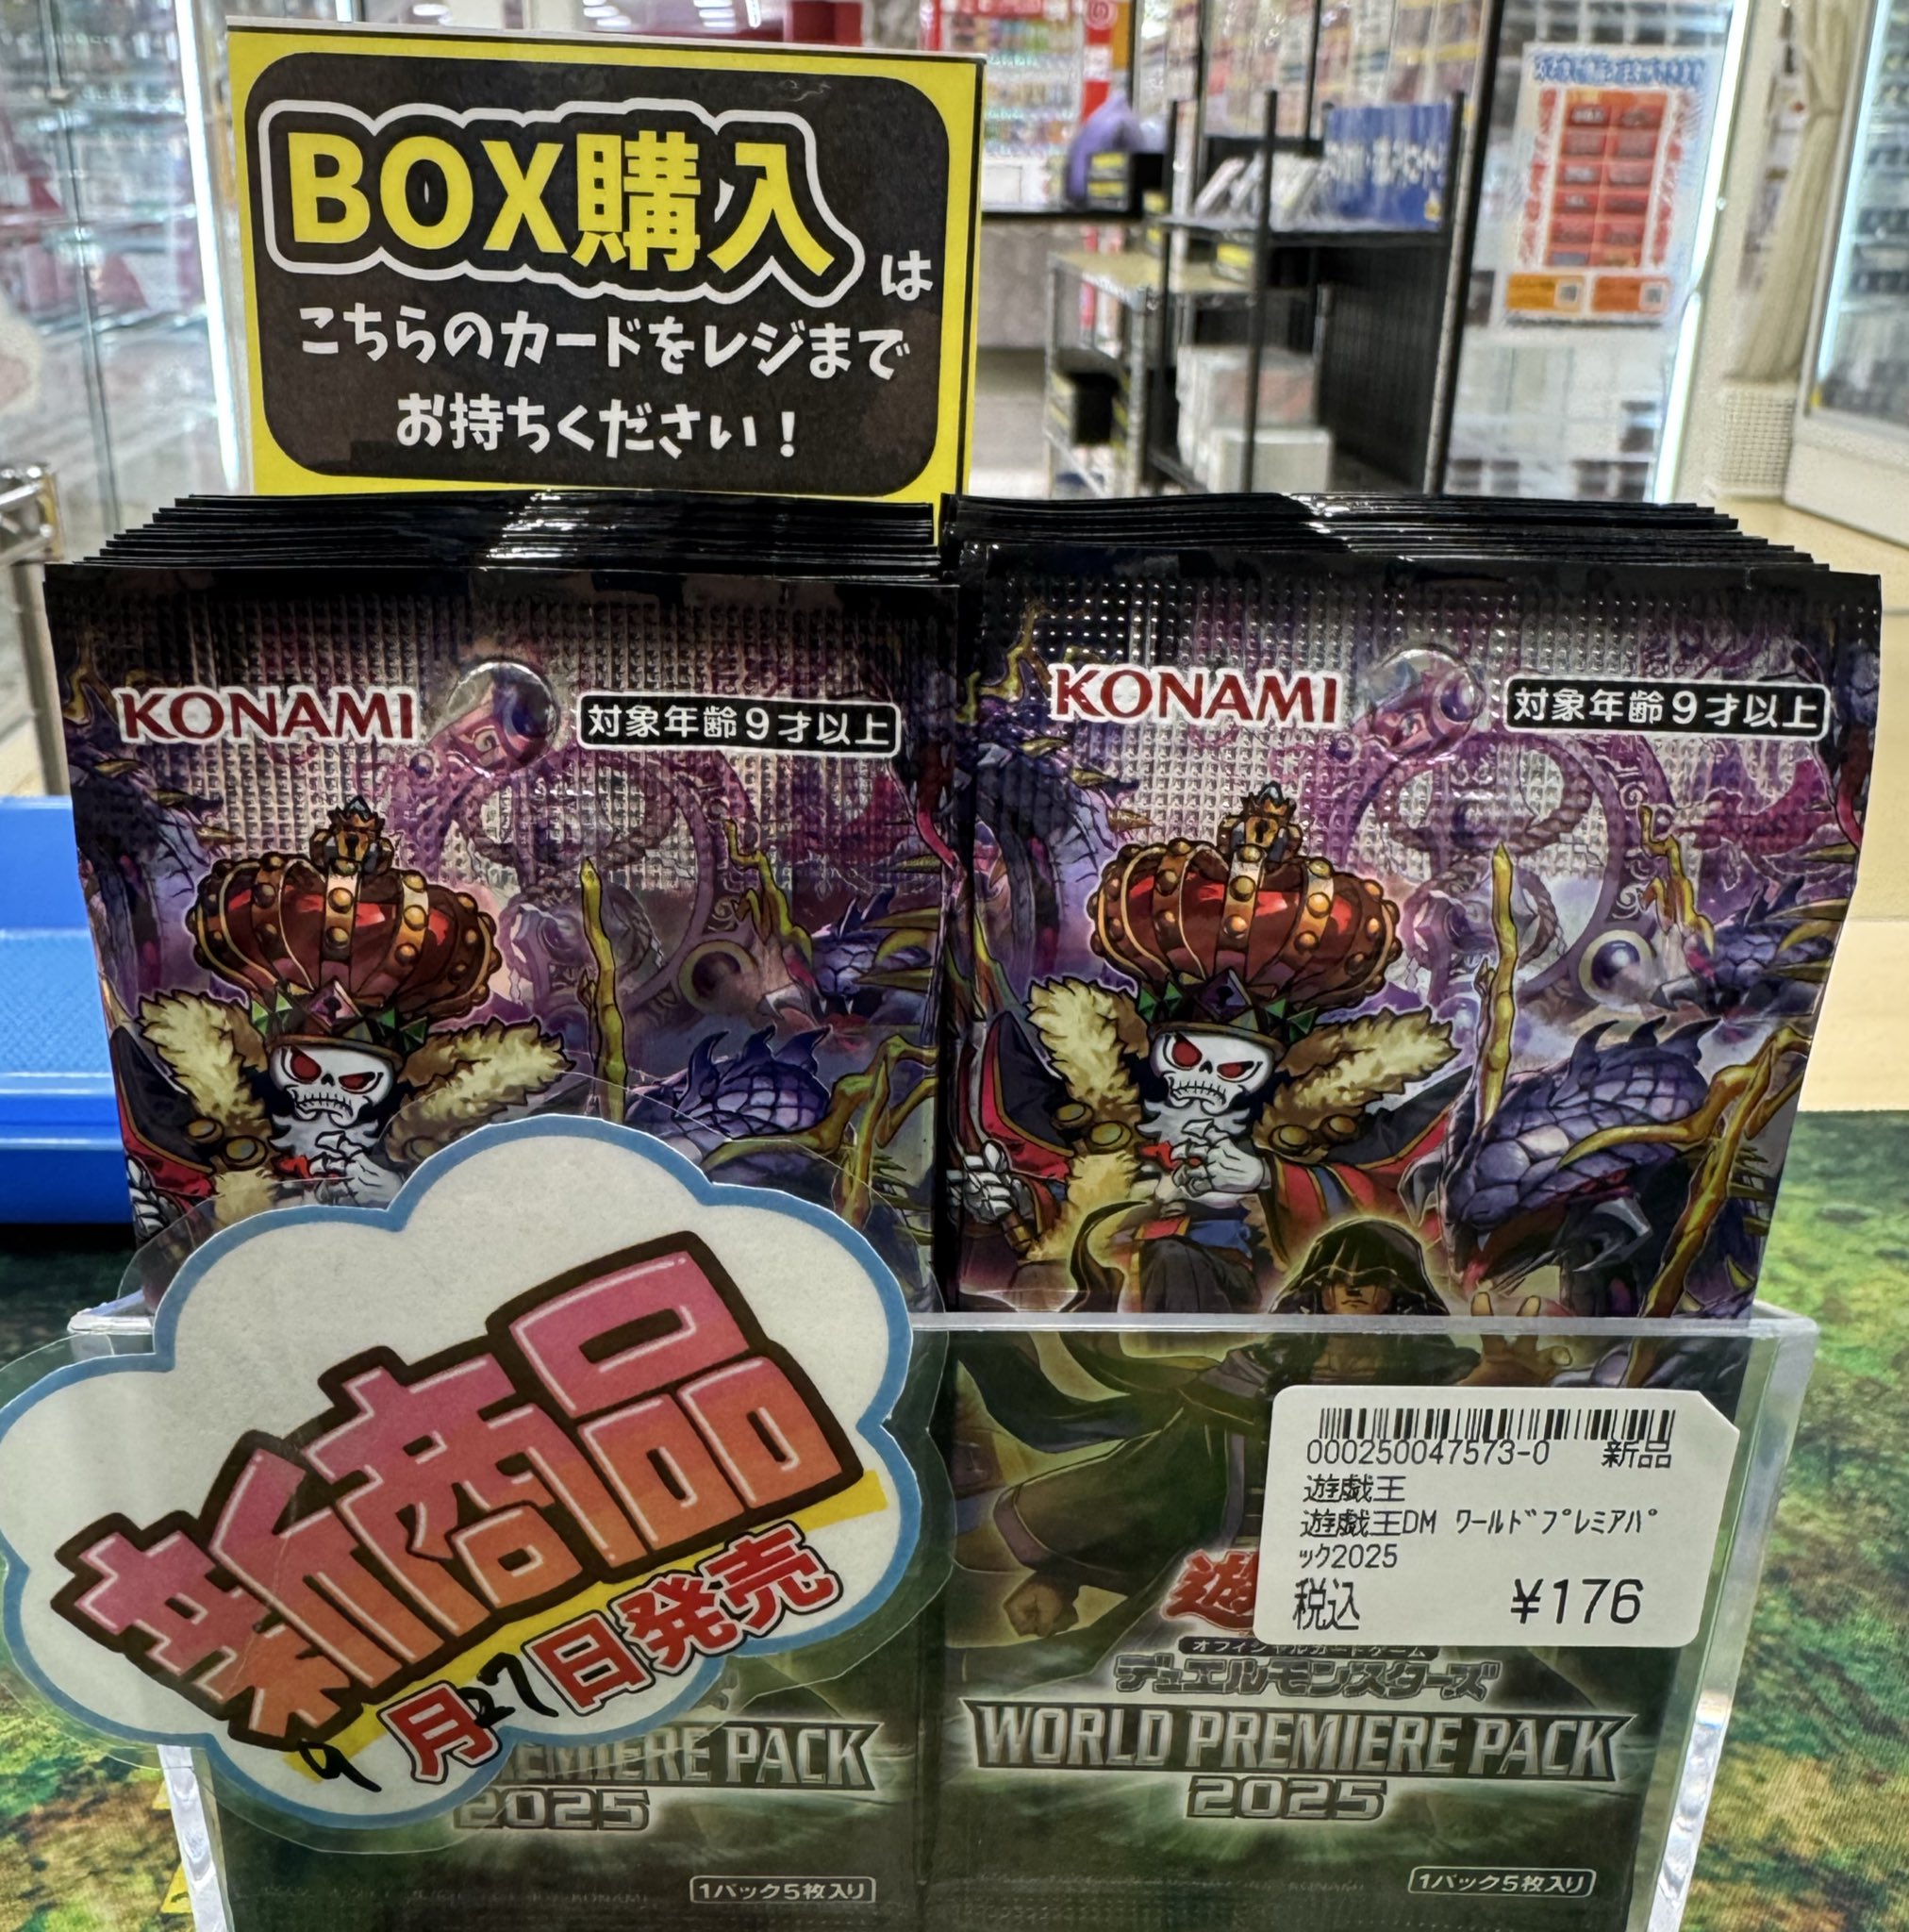 BOX購入は
こちらのカードをレジまで
お持ちください!
KONAMI
対象年齢9才以上
KONAMI
対象年齢9才以上
新商品
9月27日発売
EMIERE PACK
2025
1パック5枚入り
000250047573-0 新品
遊戯王
遊戯王DM ワールドプレミアパ
ック2025
税込 ¥176
遊
オフィシャルカードゲーム
デュエルモンスターズ
WORLD PREMIERE PACK
2025
1パック5枚入り